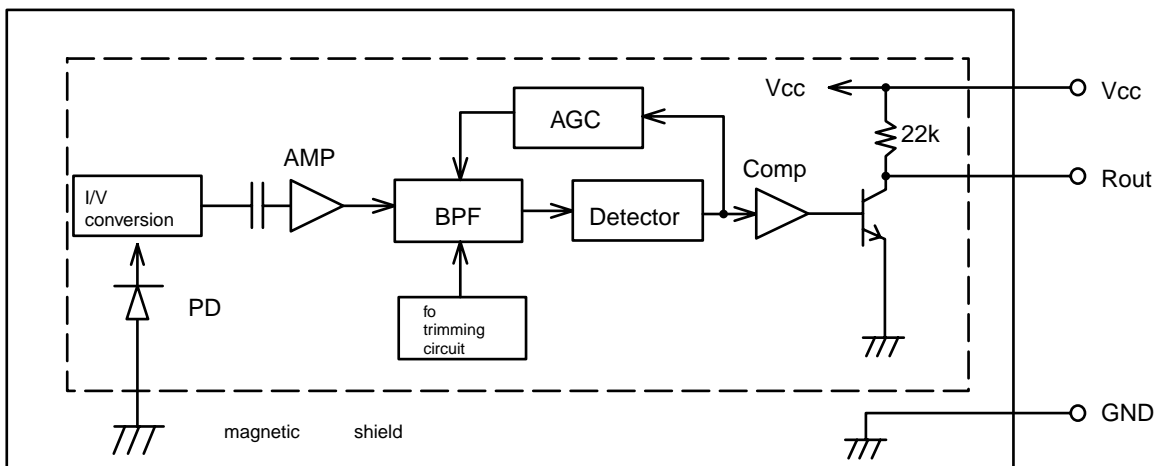 Vcc
Vcc
AGC
22k
AMP
Comp
Rout
I/V
conversion
BPF
Detector
PD
fo
trimming
circuit
GND
magnetic shield